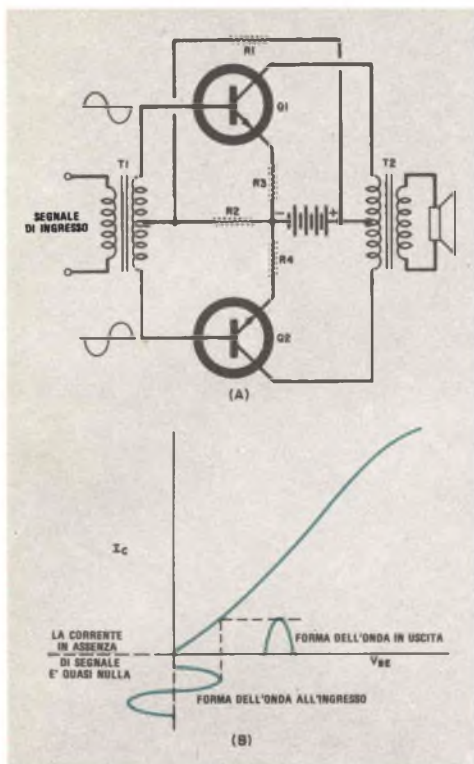 R1
Q1
T1
T2
R3
SEGNALE
DI INGRESSO
R2
- +
R4
Q2
(A)
IC
LA CORRENTE
IN ASSENZA
DI SEGNALE
E' QUASI NULLA
FORMA DELL'ONDA IN USCITA
VBE
FORMA DELL'ONDA ALL'INGRESSO
(B)